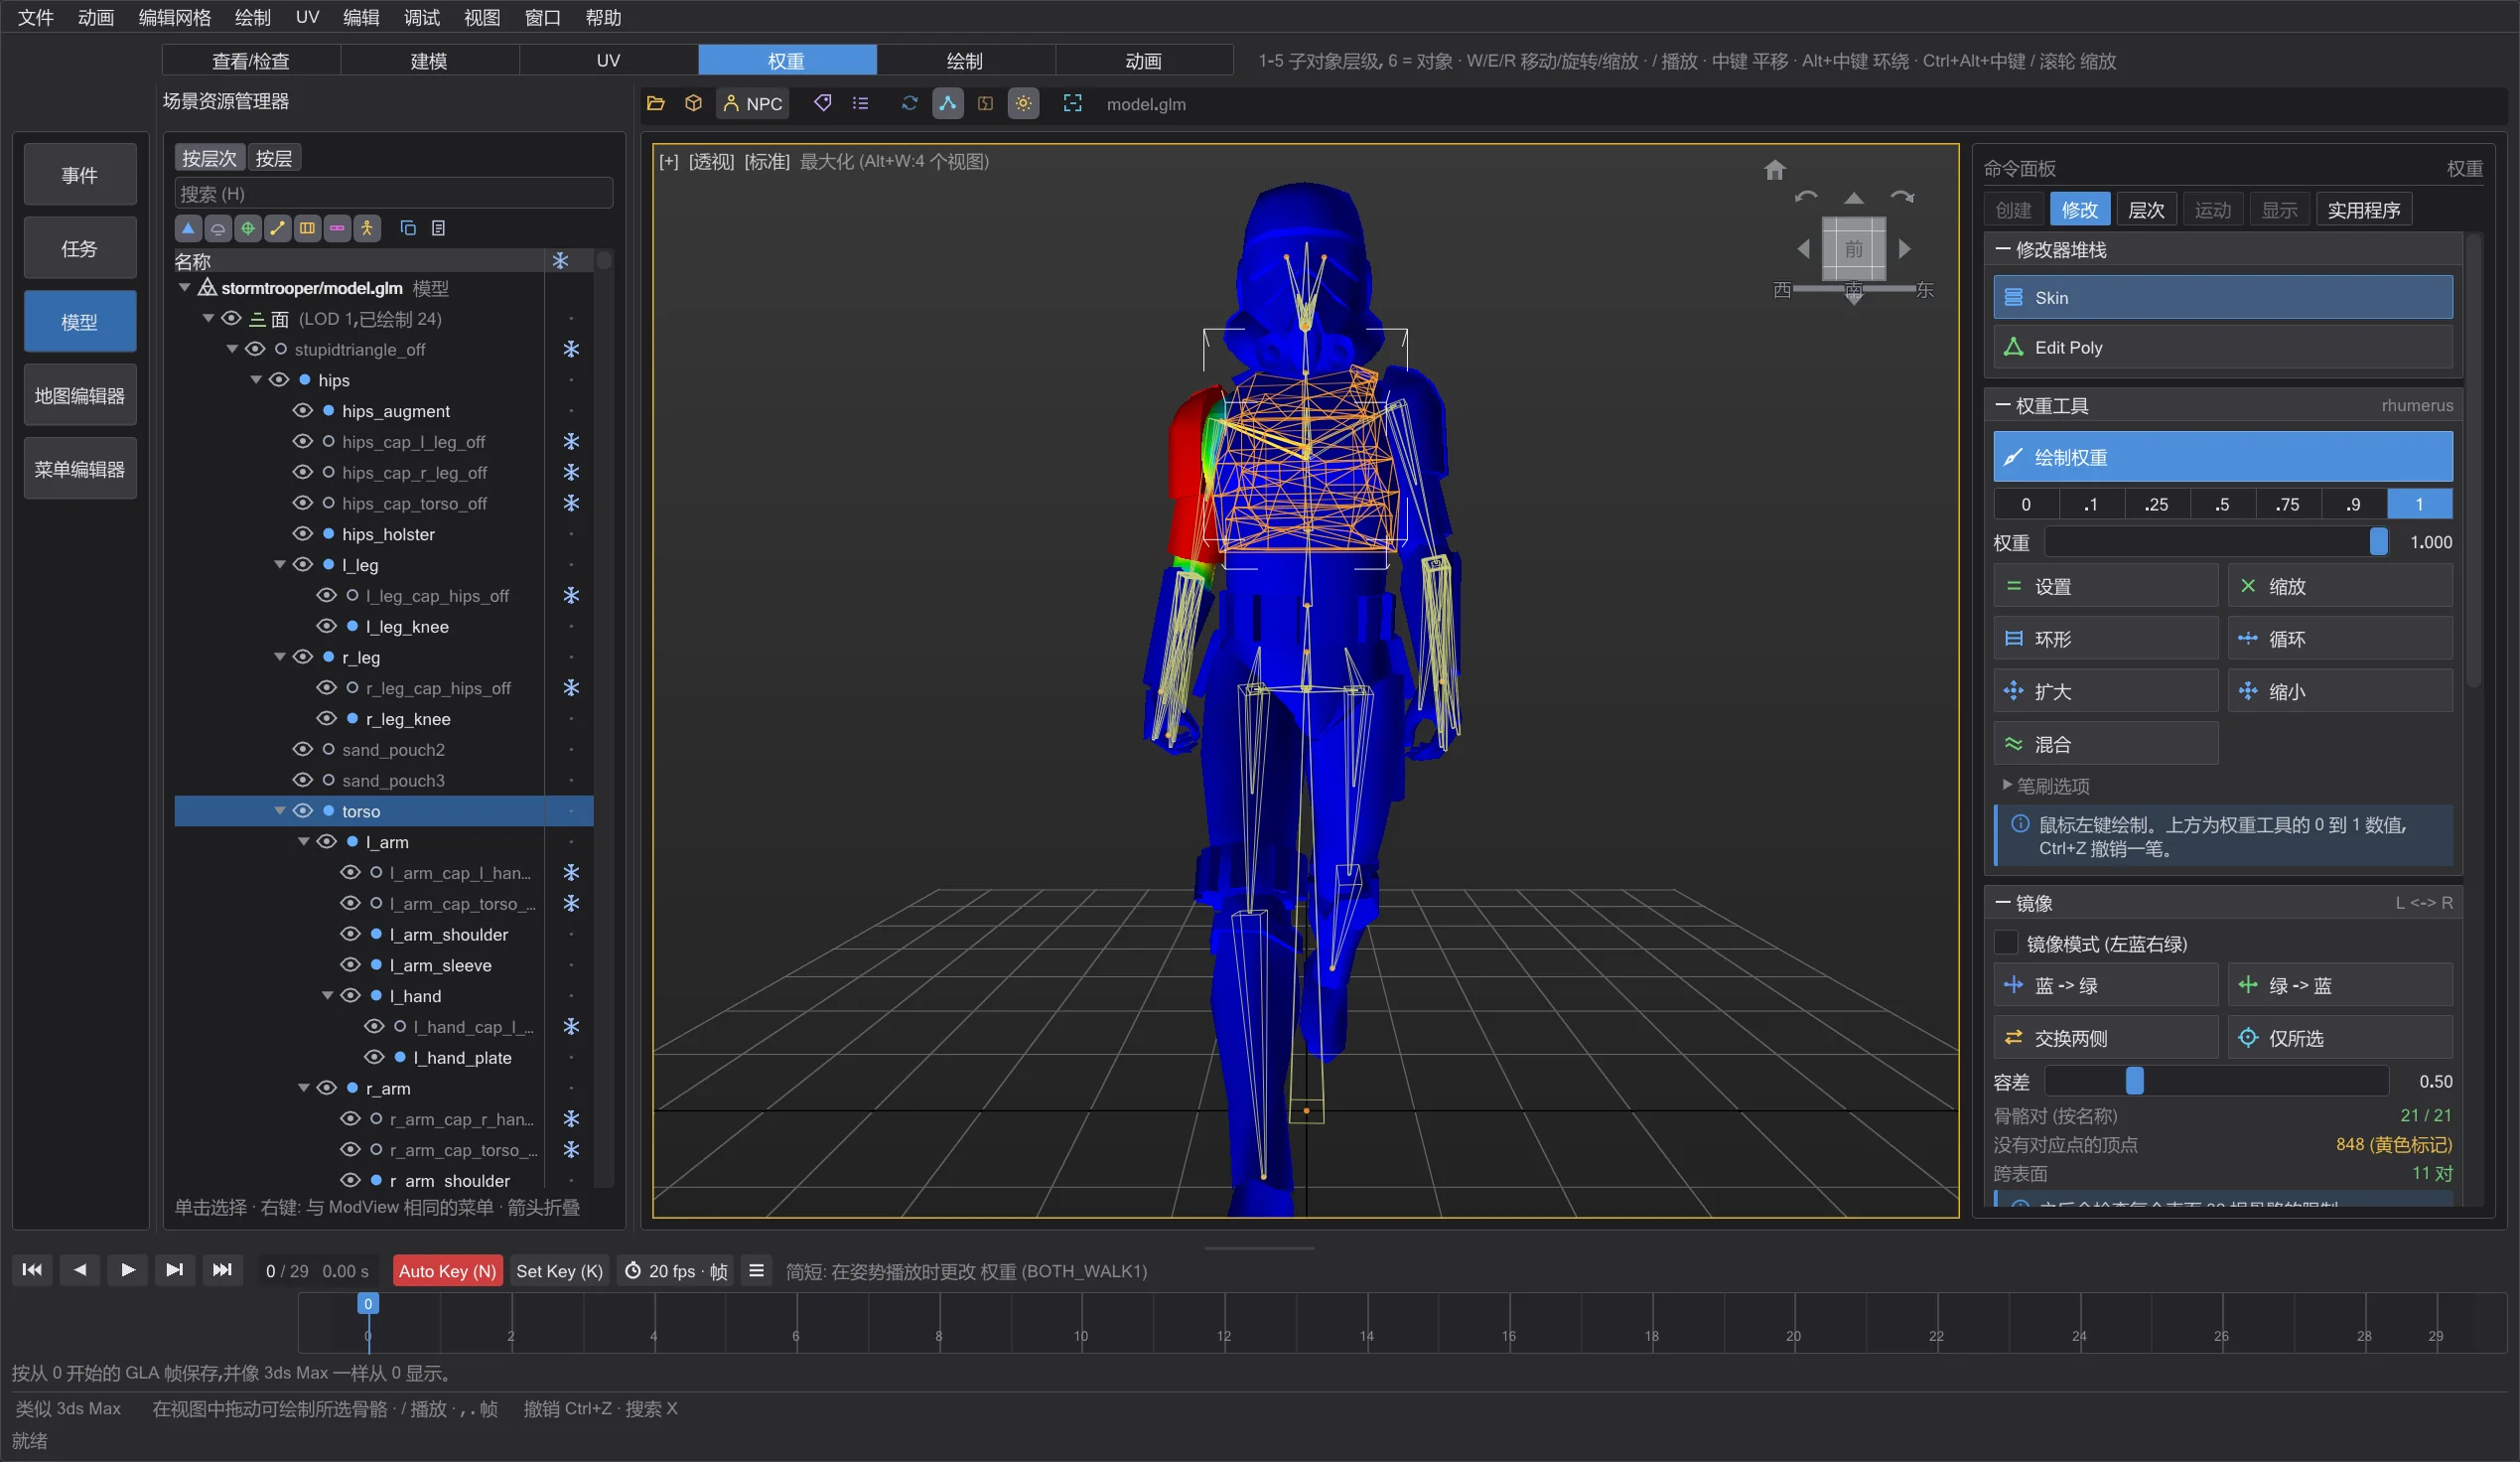 文件 动画 编辑网格 绘制 UV 编辑 调试 视图 窗口 帮助
查看/检查 建模 UV 权重 绘制 动画 1-5 子对象层级, 6 = 对象 · W/E/R 移动/旋转/缩放 · / 播放 · 中键 平移 · Alt+中键 环绕 · Ctrl+Alt+中键 / 滚轮 缩放
场景资源管理器
NPC model.glm
事件
任务
模型
地图编辑器
菜单编辑器
按层次 按层
搜索 (H)
名称
stormtrooper/model.glm 模型
面 (LOD 1,已绘制 24)
stupidtriangle_off
hips
hips_augment
hips_cap_l_leg_off
hips_cap_r_leg_off
hips_cap_torso_off
hips_holster
l_leg
l_leg_cap_hips_off
l_leg_knee
r_leg
r_leg_cap_hips_off
r_leg_knee
sand_pouch2
sand_pouch3
torso
l_arm
l_arm_cap_l_han...
l_arm_cap_torso_...
l_arm_shoulder
l_arm_sleeve
l_hand
l_hand_cap_l_...
l_hand_plate
r_arm
r_arm_cap_r_han...
r_arm_cap_torso_...
r_arm_shoulder
单击选择 · 右键: 与 ModView 相同的菜单 · 箭头折叠
[+] [透视] [标准] 最大化 (Alt+W:4 个视图)
前
西 南 东
命令面板 权重
创建 修改 层次 运动 显示 实用程序
修改器堆栈
Skin
Edit Poly
权重工具 rhumerus
绘制权重
0 .1 .25 .5 .75 .9 1
权重 1.000
设置 缩放
环形 循环
扩大 缩小
混合
笔刷选项
鼠标左键绘制。上方为权重工具的 0 到 1 数值,
Ctrl+Z 撤销一笔。
镜像 L <-> R
镜像模式 (左蓝右绿)
蓝 -> 绿 绿 -> 蓝
交换两侧 仅所选
容差 0.50
骨骼对 (按名称) 21 / 21
没有对应点的顶点 848 (黄色标记)
跨表面 11 对
0 / 29 0.00 s Auto Key (N) Set Key (K) 20 fps · 帧 简短: 在姿势播放时更改 权重 (BOTH_WALK1)
0
0 2 4 6 8 10 12 14 16 18 20 22 24 26 28 29
按从 0 开始的 GLA 帧保存,并像 3ds Max 一样从 0 显示。
类似 3ds Max 在视图中拖动可绘制所选骨骼 · / 播放 · , . 帧 撤销 Ctrl+Z · 搜索 X
就绪